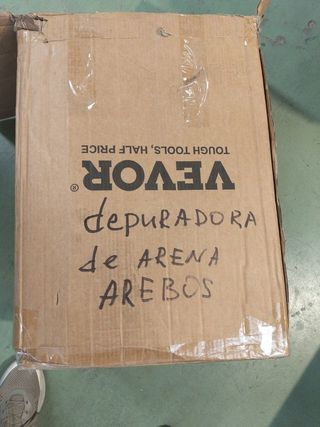 TOUGH TOOLS, HALF PRICE
VEVOR®
depURADORA
de ARENA
AREBOS